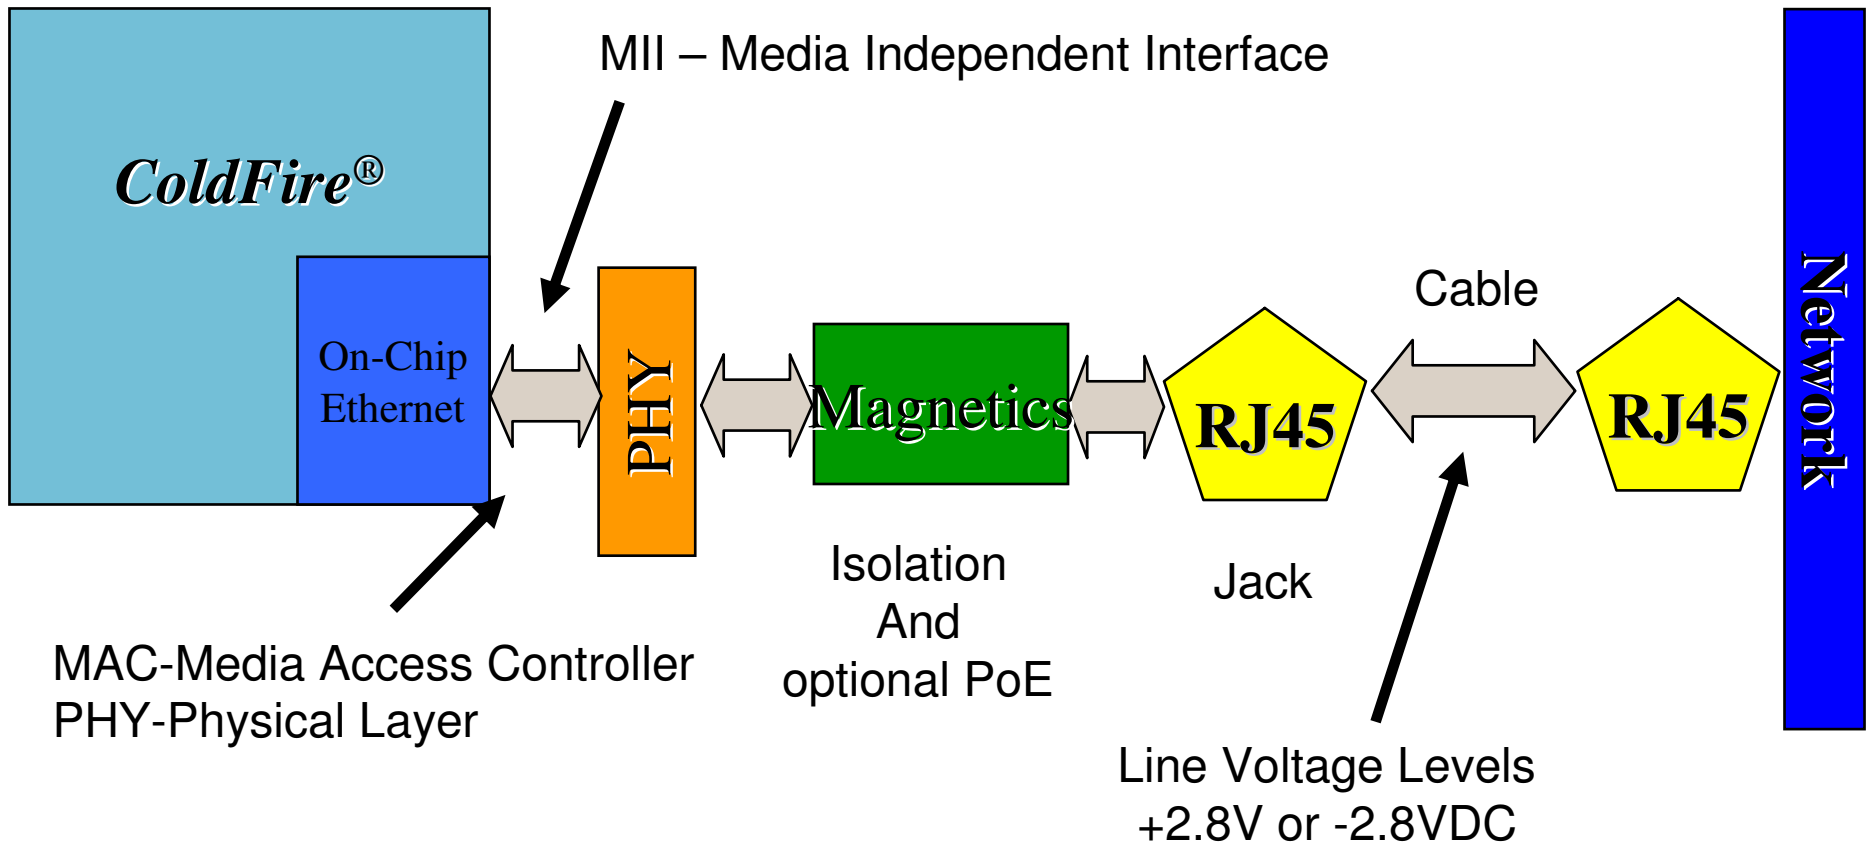 MII – Media Independent Interface
ColdFire®
On-Chip
Ethernet
PHY
Magnetics
RJ45
Cable
RJ45
Network
Isolation
And
optional PoE
Jack
MAC-Media Access Controller
PHY-Physical Layer
Line Voltage Levels
+2.8V or -2.8VDC